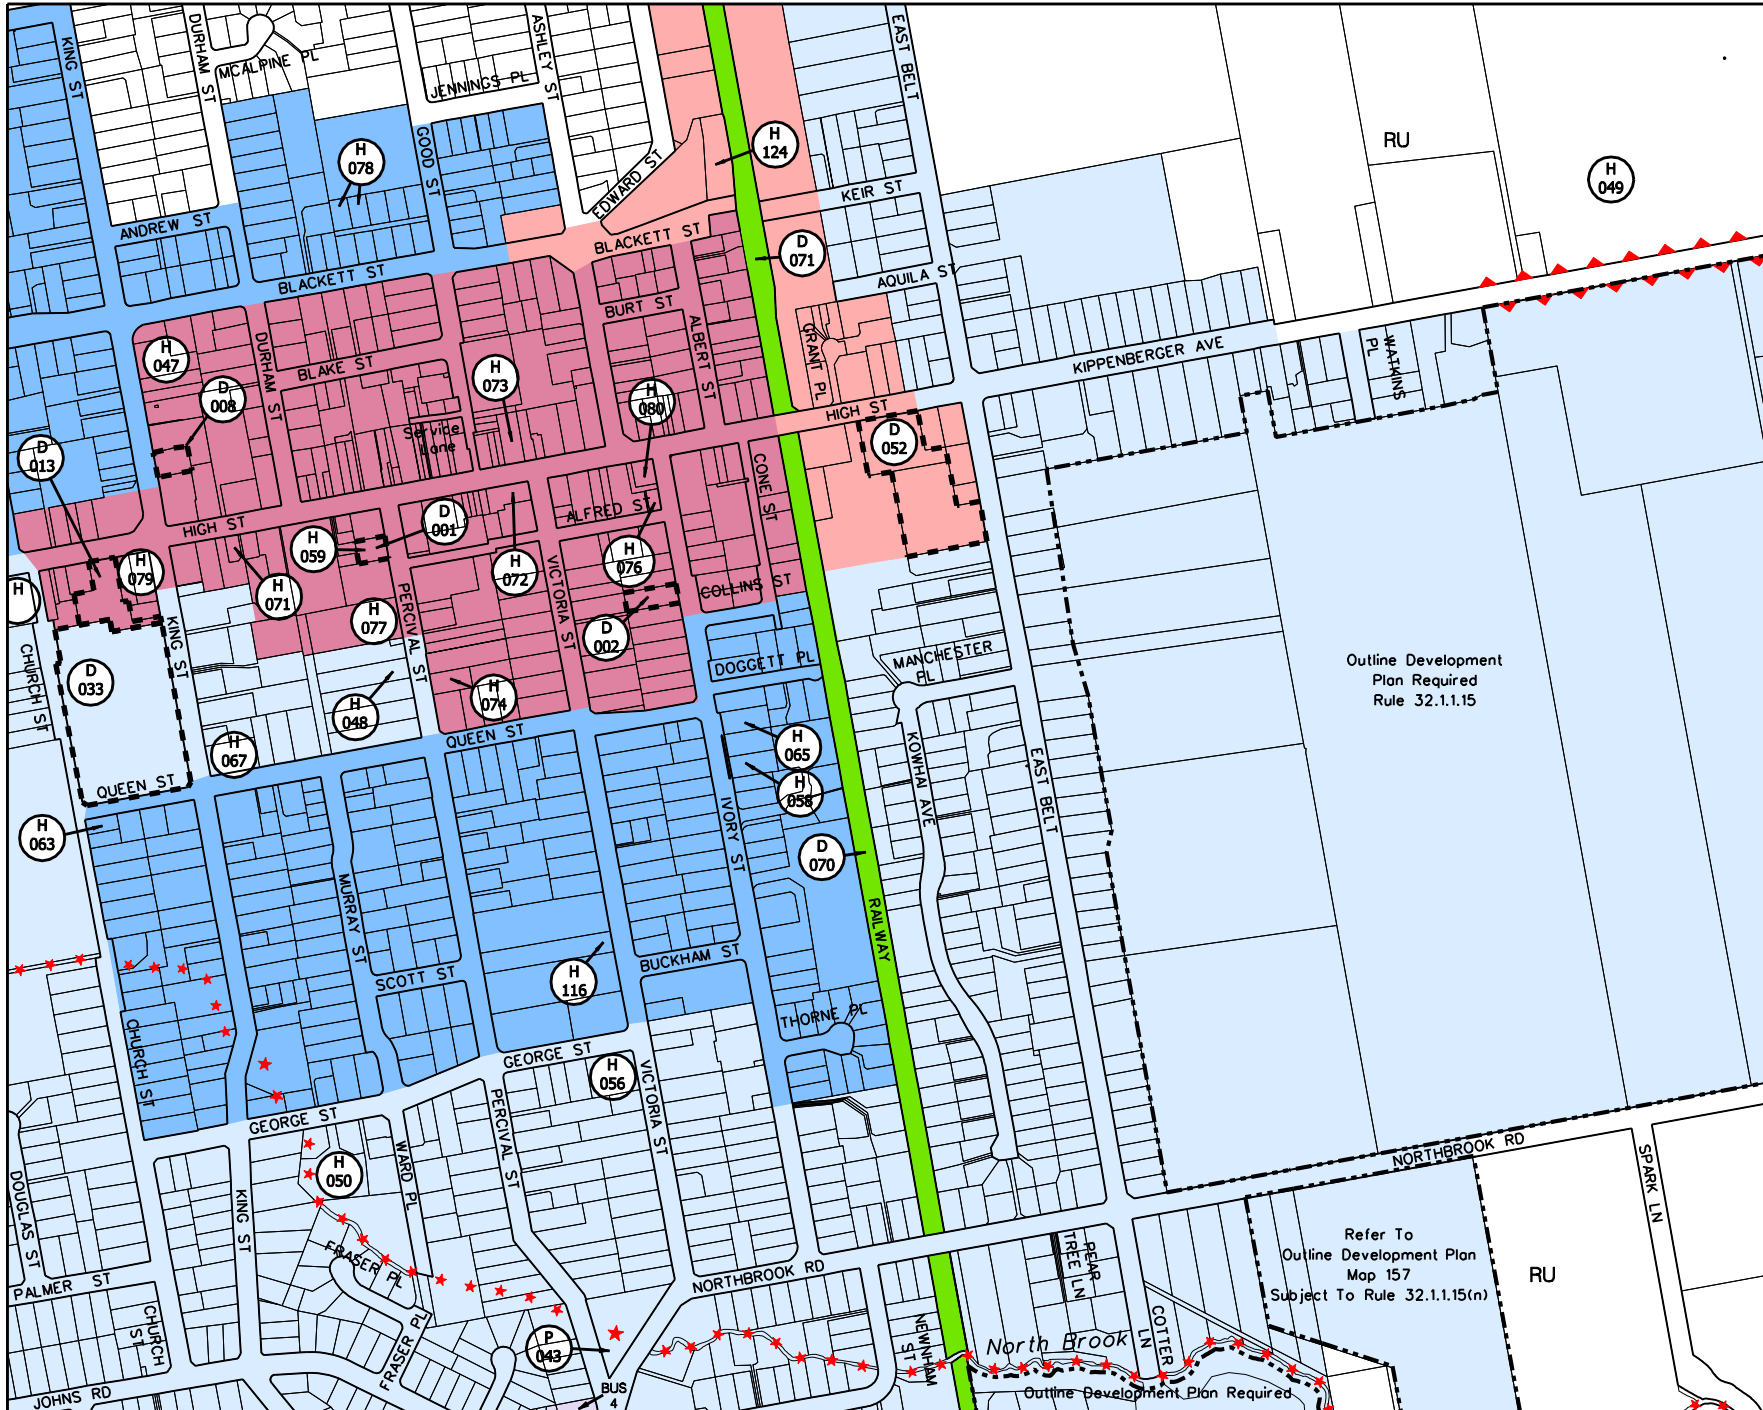 KING ST
DURHAM ST
MCALPINE PL
ASHLEY ST
JENNINGS PL
EAST BELT
GOOD ST
H
078
H
124
RU
H
049
EDWARD ST
KEIR ST
ANDREW ST
BLACKETT ST
BLACKETT ST
D
071
AQUILA ST
BURT ST
ALBERT ST
GRANT PL
H
047
DURHAM ST
BLAKE ST
H
073
KIPPENBERGER AVE
WATKINS
PL
D
008
H
080
HIGH ST
Service
Lane
D
013
D
052
CONE ST
HIGH ST
D
001
ALFRED ST
H
059
H
079
H
072
H
076
VICTORIA ST
COLLINS ST
H
H
071
PERCIVAL ST
H
077
KING ST
D
002
CHURCH ST
D
033
DOGGETT PL
MANCHESTER
PL
Outline Development
Plan Required
Rule 32.1.1.15
H
074
H
048
QUEEN ST
H
067
H
065
QUEEN ST
H
058
KOWHAI AVE
EAST BELT
IVORY ST
H
063
D
070
MURRAY ST
RAILWAY
SCOTT ST
BUCKHAM ST
H
116
THORNE PL
CHURCH ST
GEORGE ST
H
056
VICTORIA ST
GEORGE ST
PERCIVAL ST
WARD PL
H
050
NORTHBROOK RD
SPARK LN
DOUGLAS ST
KING ST
FRASER PL
PALMER ST
NORTHBROOK RD
PEAR
TREE LN
Refer To
Outline Development Plan
Map 157
Subject To Rule 32.1.1.15(n)
RU
CHURCH
ST
FRASER PL
P
043
NEWNHAM
ST
North Brook
COTTER
LN
BUS
4
Outline Development Plan Required
JOHNS RD